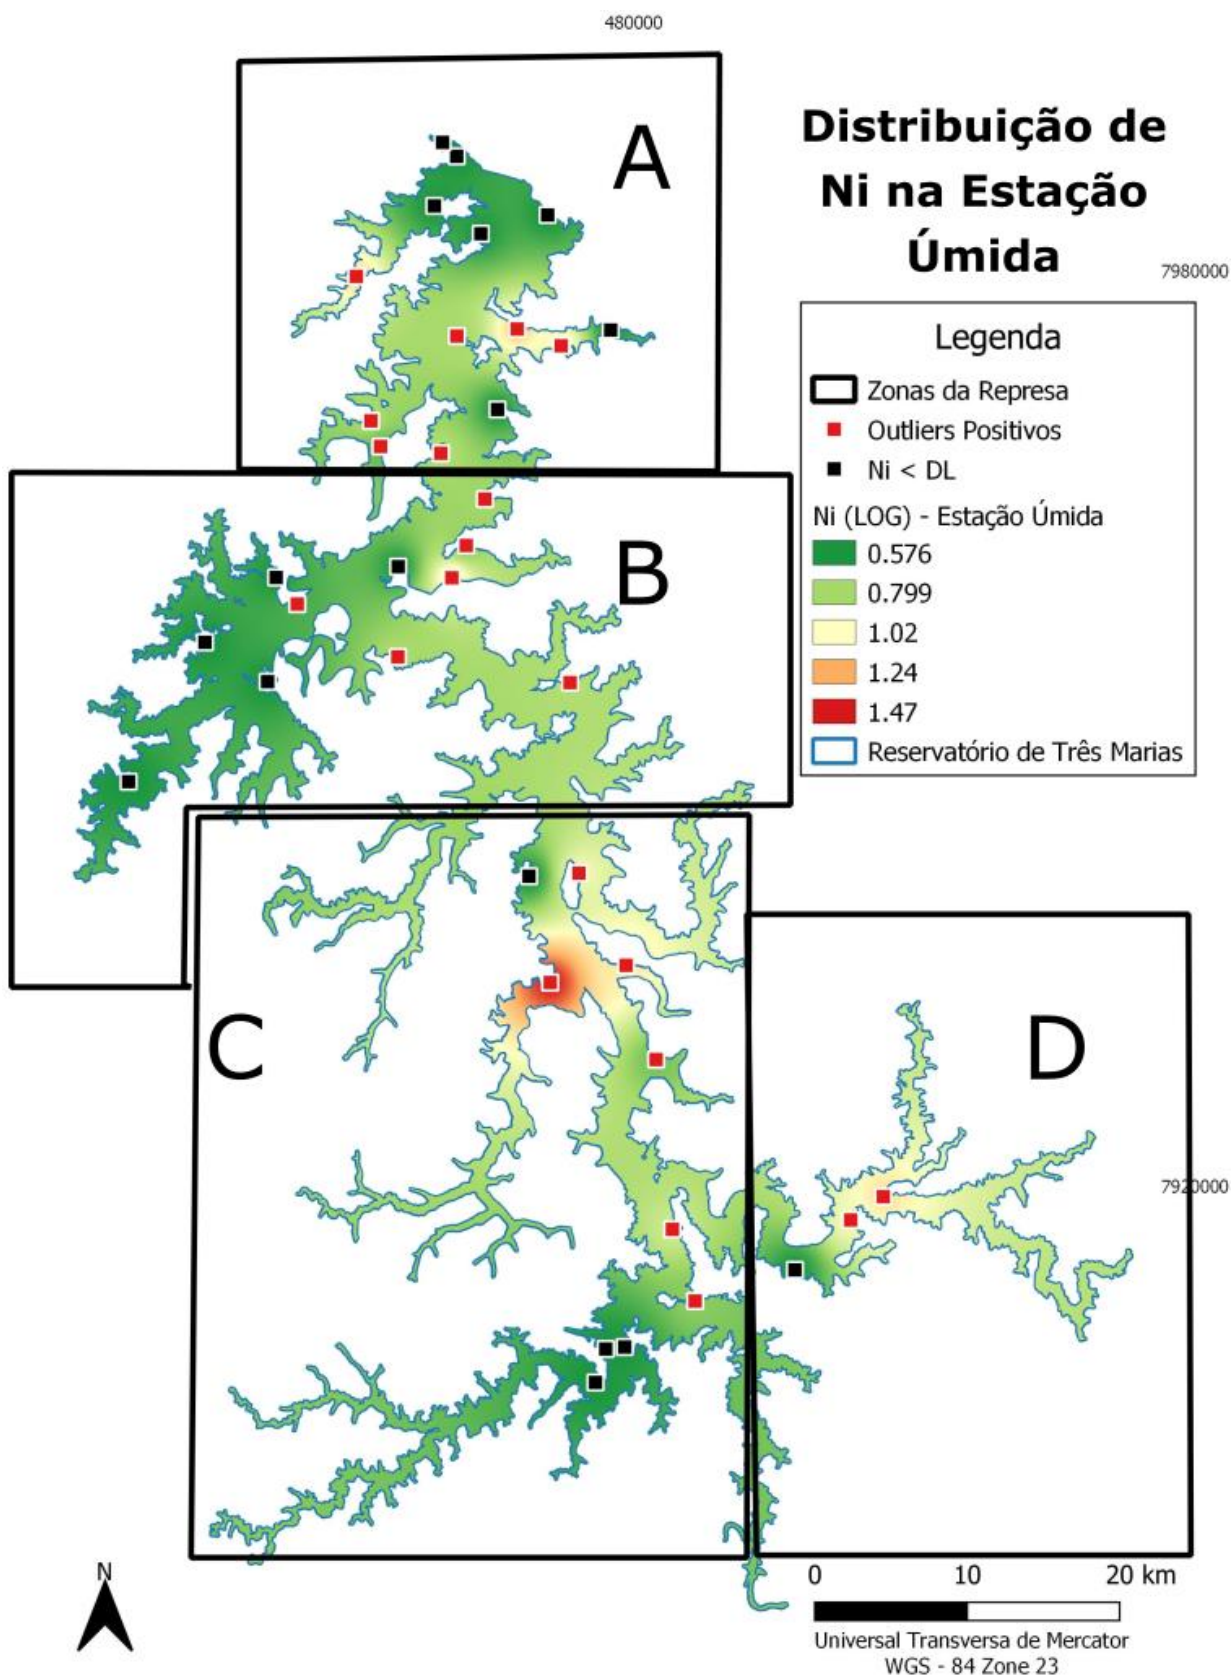 480000
A
Distribuição de
Ni na Estação
Úmida
7980000
Legenda
Zonas da Represa
Outliers Positivos
Ni < DL
Ni (LOG) - Estação Úmida
0.576
0.799
1.02
1.24
1.47
Reservatório de Três Marias
B
C
D
7920000
N
0 10 20 km
Universal Transversa de Mercator
WGS - 84 Zone 23